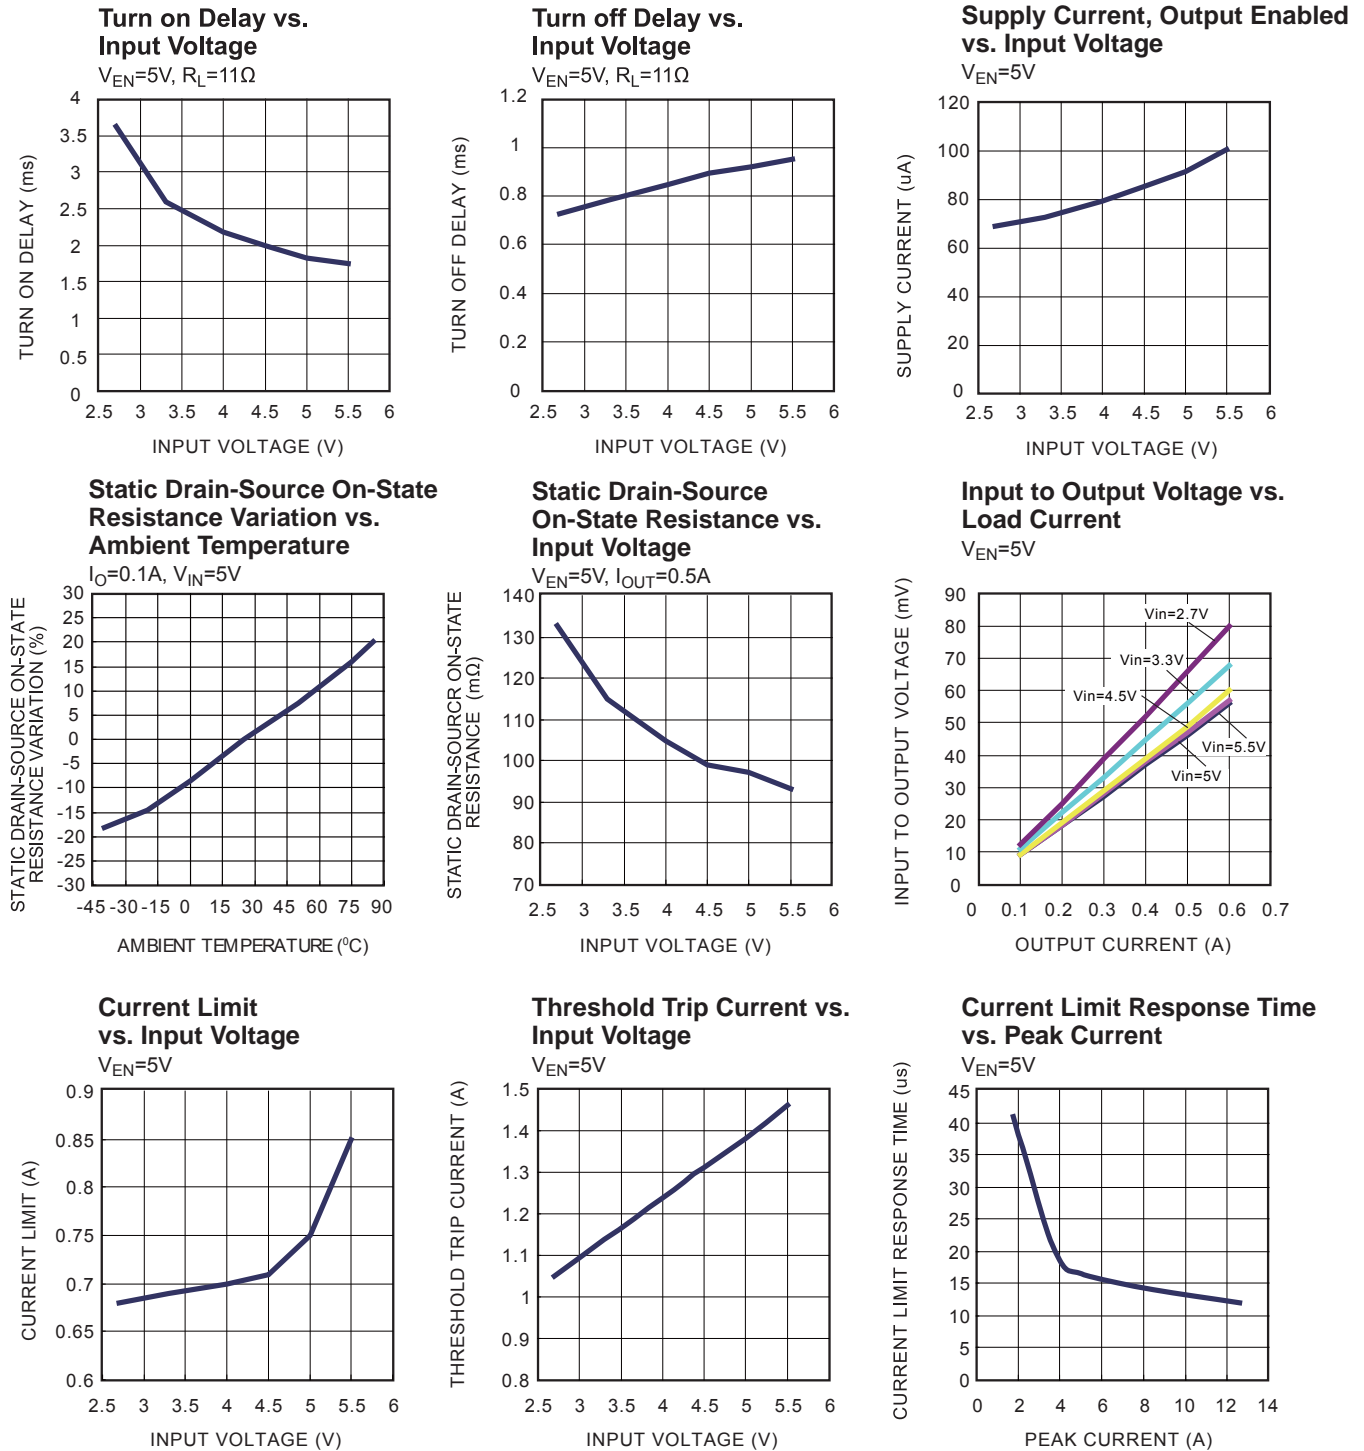 Turn on Delay vs.
Input Voltage
VEN=5V, RL=11Ω
4
3.5
3
2.5
2
1.5
1
0.5
0
2.5 3 3.5 4 4.5 5 5.5 6
TURN ON DELAY (ms)
INPUT VOLTAGE (V)
Turn off Delay vs.
Input Voltage
VEN=5V, RL=11Ω
1.2
1
0.8
0.6
0.4
0.2
0
2.5 3 3.5 4 4.5 5 5.5 6
TURN OFF DELAY (ms)
INPUT VOLTAGE (V)
Supply Current, Output Enabled
vs. Input Voltage
VEN=5V
120
100
80
60
40
20
0
2.5 3 3.5 4 4.5 5 5.5 6
SUPPLY CURRENT (uA)
INPUT VOLTAGE (V)
Static Drain-Source On-State
Resistance Variation vs.
Ambient Temperature
IO=0.1A, VIN=5V
30
25
20
15
10
5
0
-5
-10
-15
-20
-25
-30
-45 -30 -15 0 15 30 45 60 75 90
STATIC DRAIN-SOURCE ON-STATE
RESISTANCE VARIATION (%)
AMBIENT TEMPERATURE (⁰C)
Static Drain-Source
On-State Resistance vs.
Input Voltage
VEN=5V, IOUT=0.5A
140
130
120
110
100
90
80
70
2.5 3 3.5 4 4.5 5 5.5 6
STATIC DRAIN-SOURCR ON-STATE
RESISTANCE (mΩ)
INPUT VOLTAGE (V)
Input to Output Voltage vs.
Load Current
VEN=5V
90
80
70
60
50
40
30
20
10
0
Vin=2.7V
Vin=3.3V
Vin=4.5V
Vin=5.5V
Vin=5V
0 0.1 0.2 0.3 0.4 0.5 0.6 0.7
INPUT TO OUTPUT VOLTAGE (mV)
OUTPUT CURRENT (A)
Current Limit
vs. Input Voltage
VEN=5V
0.9
0.85
0.8
0.75
0.7
0.65
0.6
2.5 3 3.5 4 4.5 5 5.5 6
CURRENT LIMIT (A)
INPUT VOLTAGE (V)
Threshold Trip Current vs.
Input Voltage
VEN=5V
1.5
1.4
1.3
1.2
1.1
1
0.9
0.8
2.5 3 3.5 4 4.5 5 5.5 6
THRESHOLD TRIP CURRENT (A)
INPUT VOLTAGE (V)
Current Limit Response Time
vs. Peak Current
VEN=5V
45
40
35
30
25
20
15
10
5
0
0 2 4 6 8 10 12 14
CURRENT LIMIT RESPONSE TIME (us)
PEAK CURRENT (A)